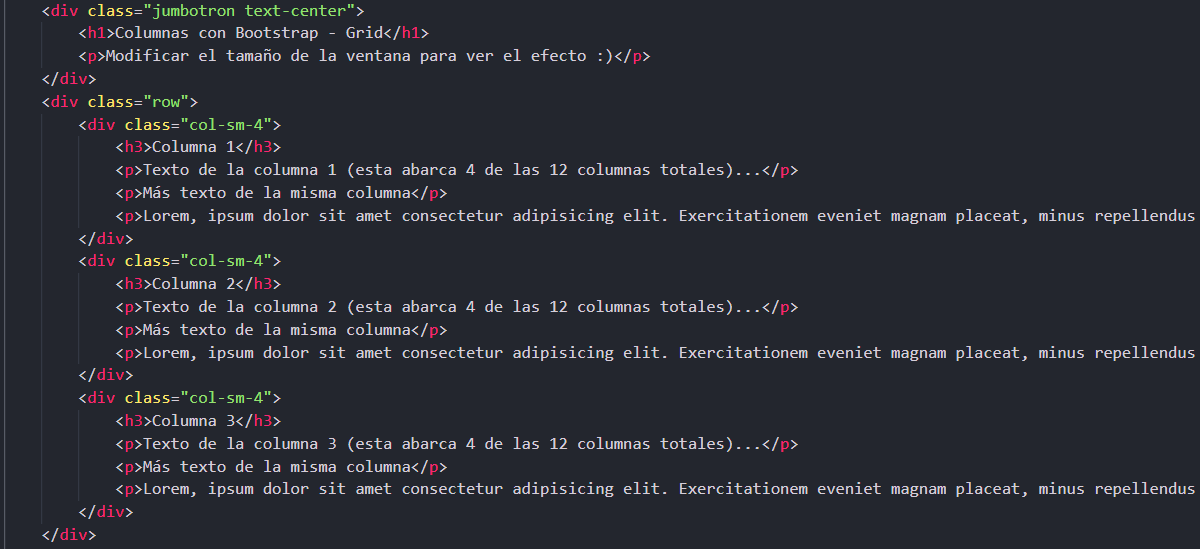 <div class="jumbotron text-center">
<h1>Columnas con Bootstrap - Grid</h1>
<p>Modificar el tamaño de la ventana para ver el efecto :)</p>
</div>
<div class="row">
<div class="col-sm-4">
<h3>Columna 1</h3>
<p>Texto de la columna 1 (esta abarca 4 de las 12 columnas totales)...</p>
<p>Más texto de la misma columna</p>
<p>Lorem, ipsum dolor sit amet consectetur adipisicing elit. Exercitationem eveniet magnam placeat, minus repellendus
</div>
<div class="col-sm-4">
<h3>Columna 2</h3>
<p>Texto de la columna 2 (esta abarca 4 de las 12 columnas totales)...</p>
<p>Más texto de la misma columna</p>
<p>Lorem, ipsum dolor sit amet consectetur adipisicing elit. Exercitationem eveniet magnam placeat, minus repellendus
</div>
<div class="col-sm-4">
<h3>Columna 3</h3>
<p>Texto de la columna 3 (esta abarca 4 de las 12 columnas totales)...</p>
<p>Más texto de la misma columna</p>
<p>Lorem, ipsum dolor sit amet consectetur adipisicing elit. Exercitationem eveniet magnam placeat, minus repellendus
</div>
</div>